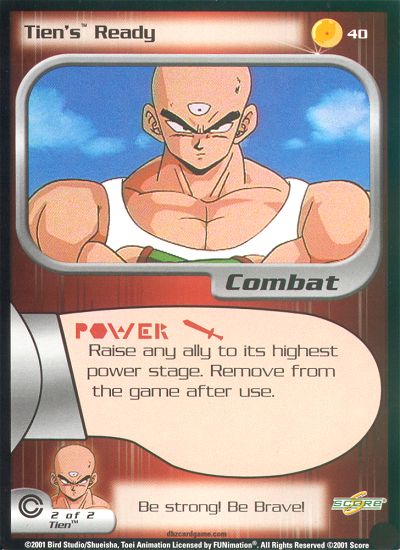 Tien's™ Ready
40
Combat
POWER
Raise any ally to its highest
power stage. Remove from
the game after use.
C
2 of 2
Tien™
Be strong! Be Brave!
SCORE
dbzcardgame.com
©2001 Bird Studio/Shueisha, Toei Animation Licensed by FUNimation®. All Rights Reserved ©2001 Score